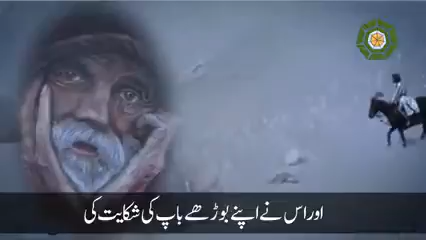 اور اس نے اپنے بوڑھے باپ کی شکایت کی